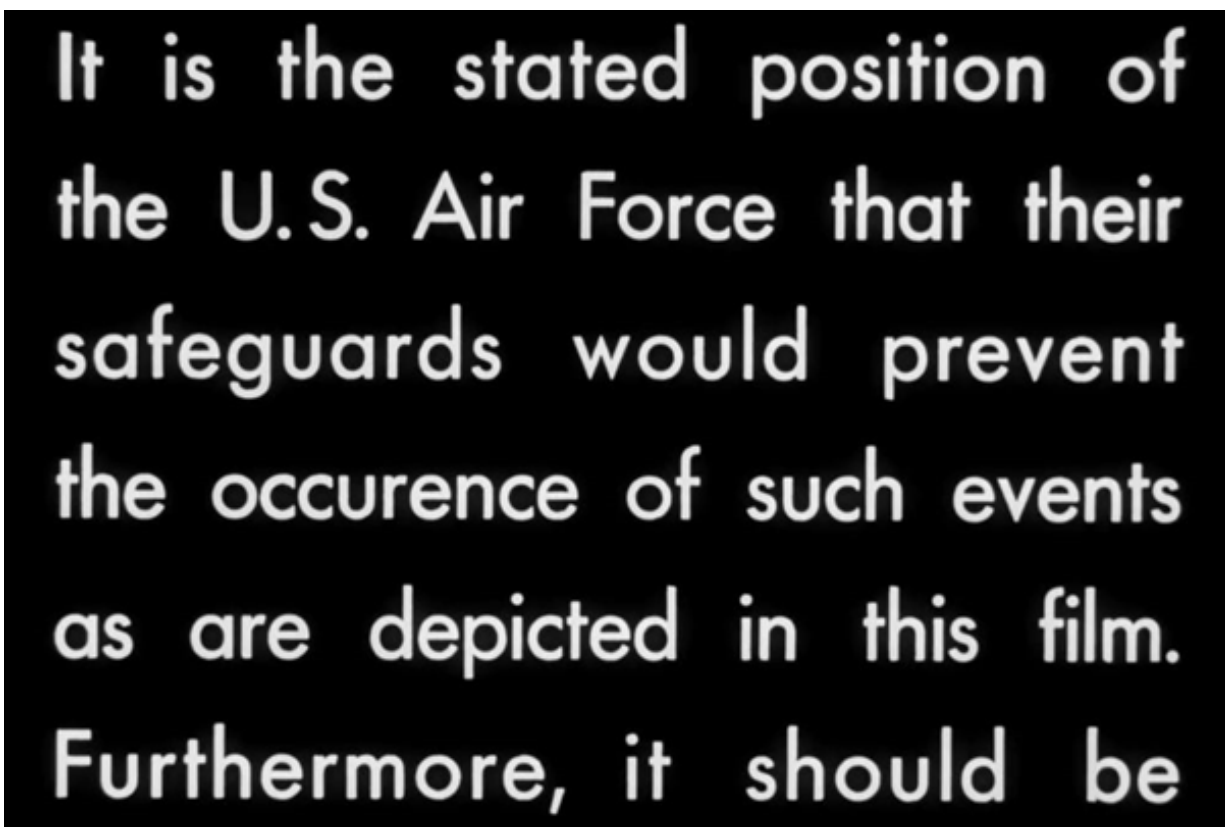 It is the stated position of
the U.S. Air Force that their
safeguards would prevent
the occurence of such events
as are depicted in this film.
Furthermore, it should be